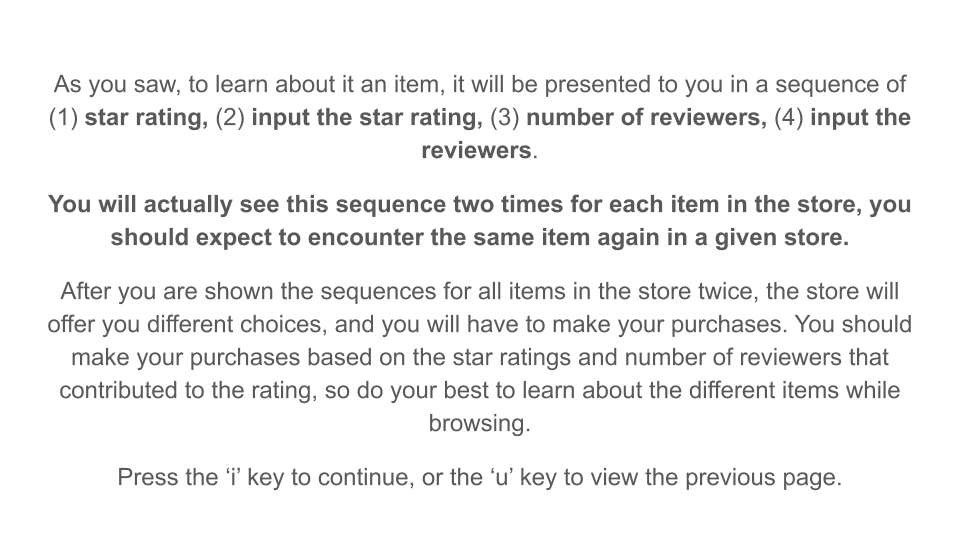 As you saw, to learn about it an item, it will be presented to you in a sequence of
(1) star rating, (2) input the star rating, (3) number of reviewers, (4) input the
reviewers.
You will actually see this sequence two times for each item in the store, you
should expect to encounter the same item again in a given store.
After you are shown the sequences for all items in the store twice, the store will
offer you different choices, and you will have to make your purchases. You should
make your purchases based on the star ratings and number of reviewers that
contributed to the rating, so do your best to learn about the different items while
browsing.
Press the ‘i’ key to continue, or the ‘u’ key to view the previous page.